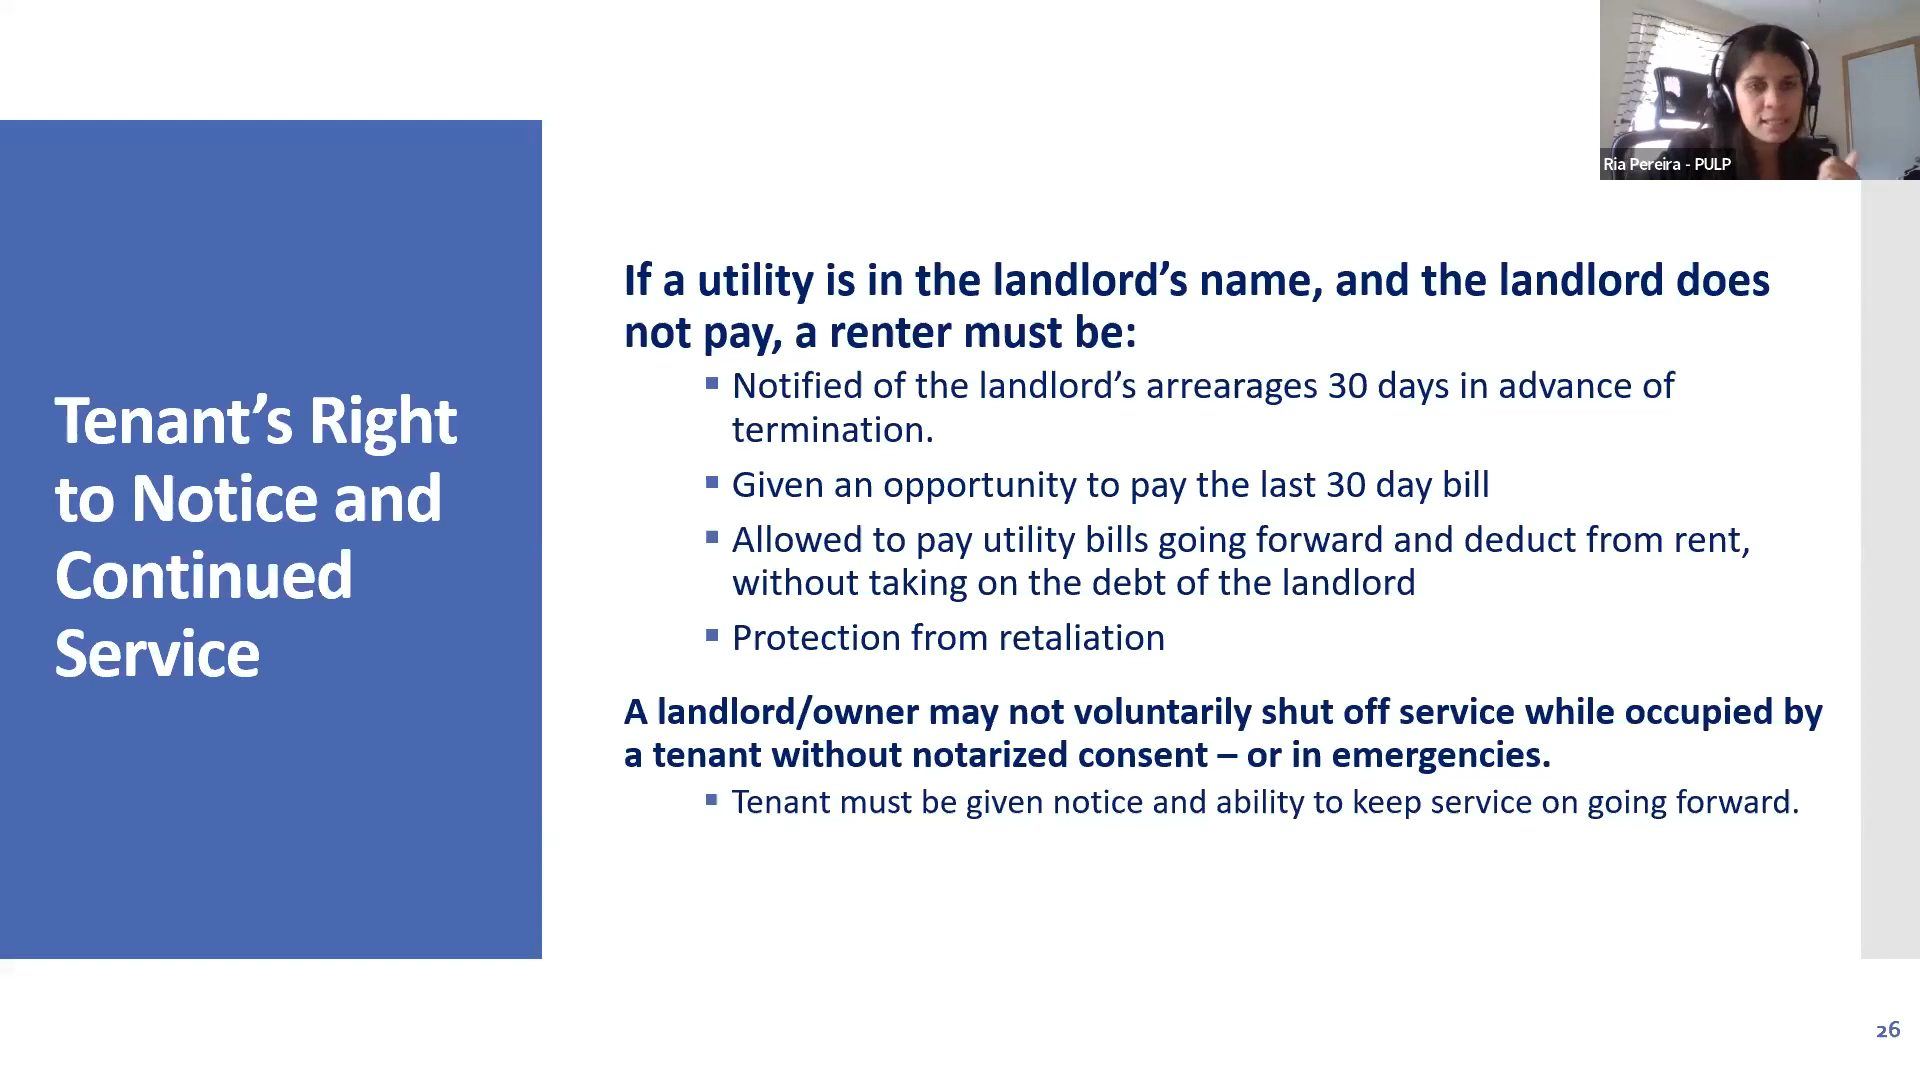 Ria Pereira - PULP
Tenant’s Right
to Notice and
Continued
Service
If a utility is in the landlord’s name, and the landlord does
not pay, a renter must be:
▪ Notified of the landlord’s arrearages 30 days in advance of
termination.
▪ Given an opportunity to pay the last 30 day bill
▪ Allowed to pay utility bills going forward and deduct from rent,
without taking on the debt of the landlord
▪ Protection from retaliation
A landlord/owner may not voluntarily shut off service while occupied by
a tenant without notarized consent – or in emergencies.
▪ Tenant must be given notice and ability to keep service on going forward.
26